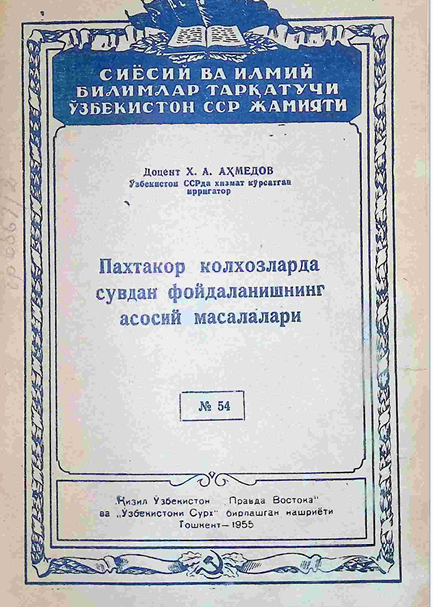 СИЁСИЙ ВА ИЛМИЙ
БИЛИМЛАР ТАРҚАТУЧИ
ЎЗБЕКИСТОН ССР ЖАМИЯТИ
Доцент Х. А. АҲМЕДОВ
Ўзбекистон ССРда хизмат кўрсатган
ирригатор
Пахтакор колхозларда
сувдан фойдаланишнинг
асосий масалалари
№ 54
„Қизил Ўзбекистон „Правда Востока"
ва „Узбекистони Сурх" бирлашган нашриёти
Тошкент—1955